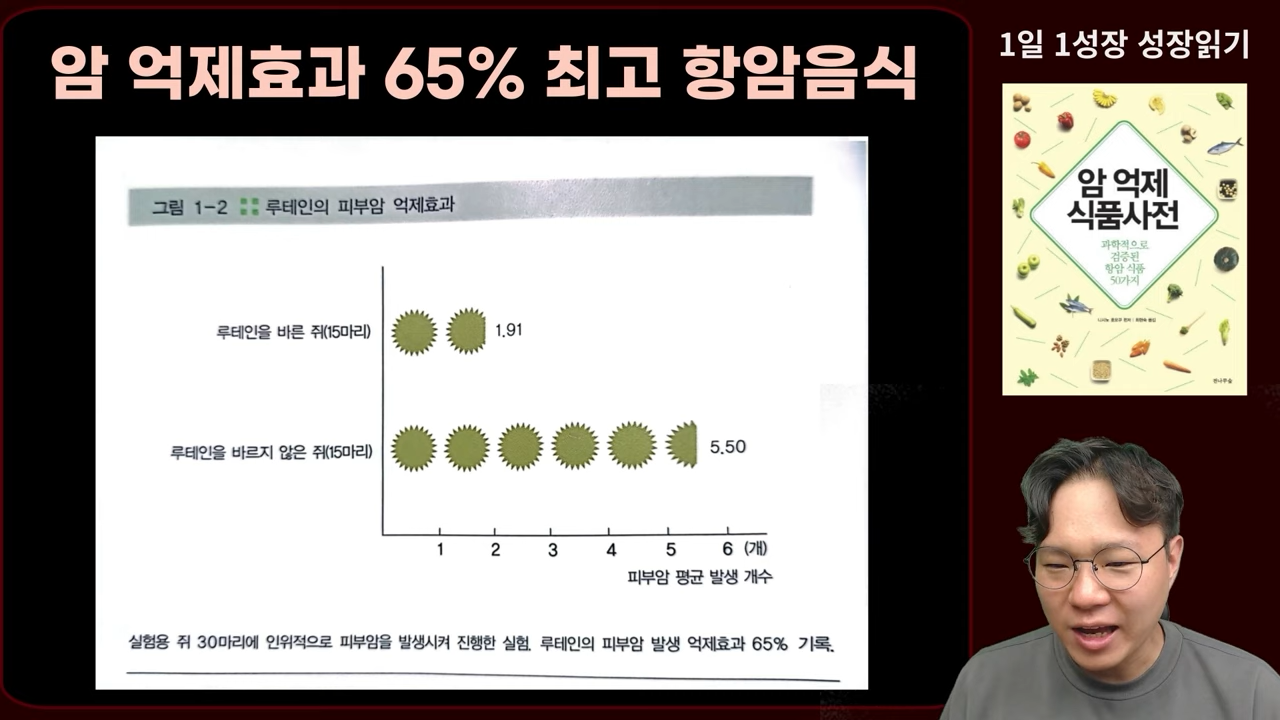 암 억제효과 65% 최고 항암음식
1일 1성장 성장읽기
그림 1-2 루테인의 피부암 억제효과
루테인을 바른 쥐(15마리)
1.91
루테인을 바르지 않은 쥐(15마리)
5.50
1 2 3 4 5 6 (개)
피부암 평균 발생 개수
실험용 쥐 30마리에 인위적으로 피부암을 발생시켜 진행한 실험. 루테인의 피부암 발생 억제효과 65% 기록.
암 억제
식품사전
과학적으로
검증된
항암 식품
50가지
전나무숲